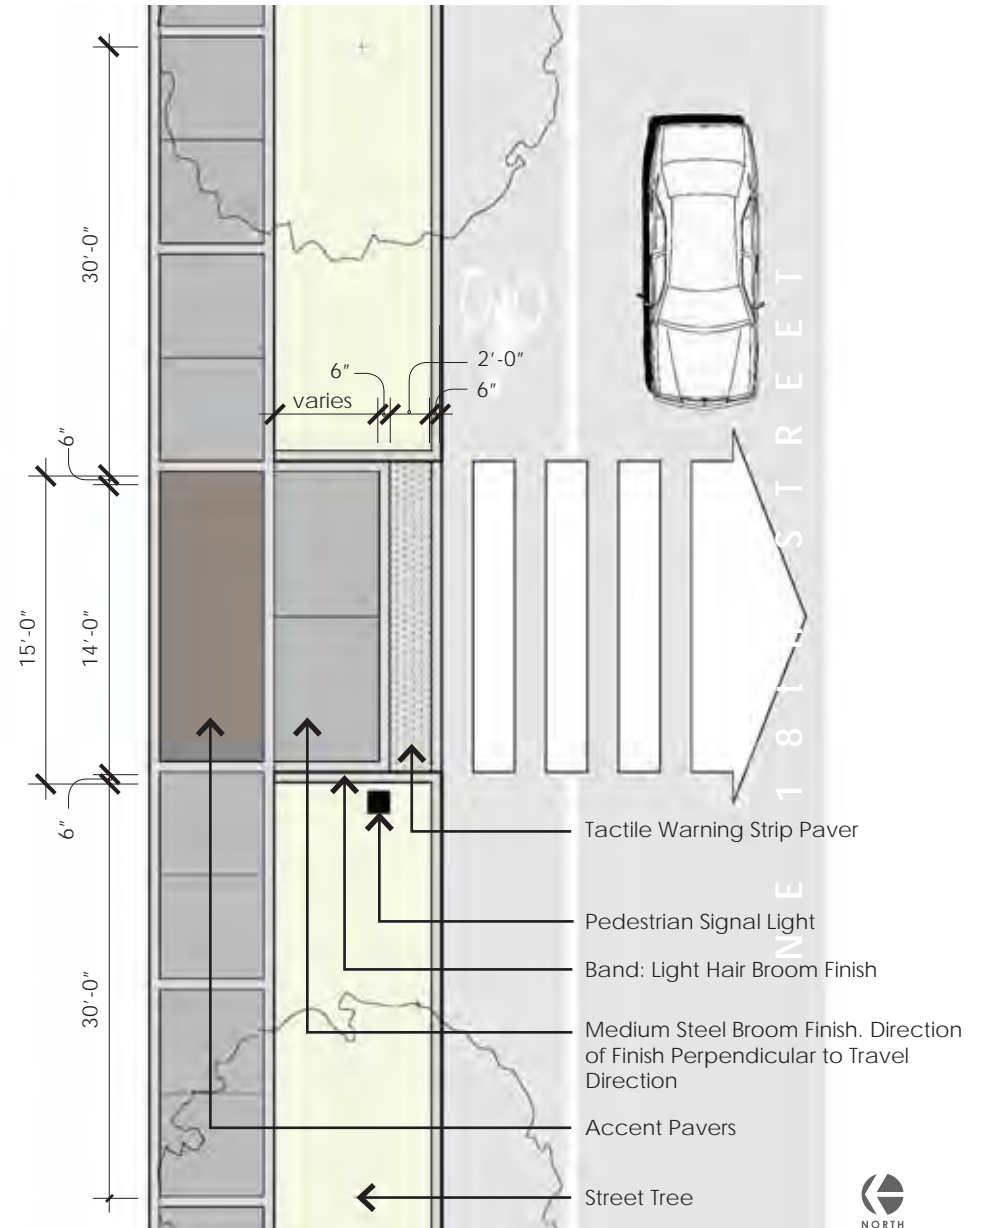 30'-0"
2'-0"
6"
6"
varies
6"
15'-0"
14'-0"
6"
NE 18th STREET
Tactile Warning Strip Paver
Pedestrian Signal Light
Band: Light Hair Broom Finish
30'-0"
Medium Steel Broom Finish. Direction
of Finish Perpendicular to Travel
Direction
Accent Pavers
Street Tree
NORTH